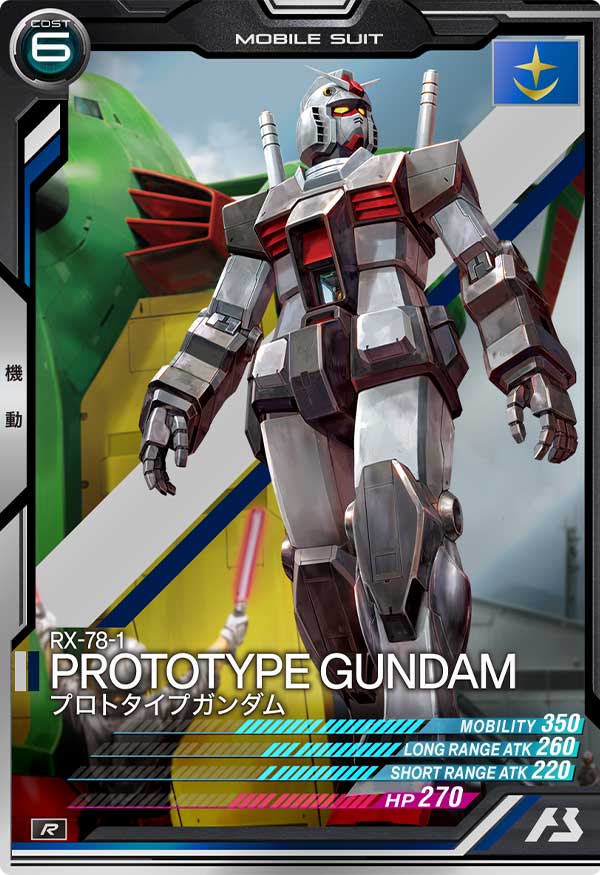 COST
6
MOBILE SUIT
機動
RX-78-1
PROTOTYPE GUNDAM
プロトタイプガンダム
MOBILITY 350
LONG RANGE ATK 260
SHORT RANGE ATK 220
HP 270
R